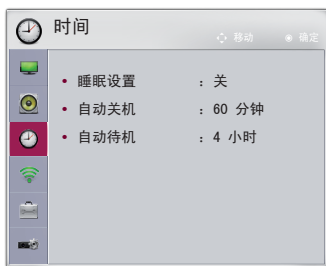 时间
移动 确定
• 睡眠设置 : 关
• 自动关机 : 60 分钟
• 自动待机 : 4 小时